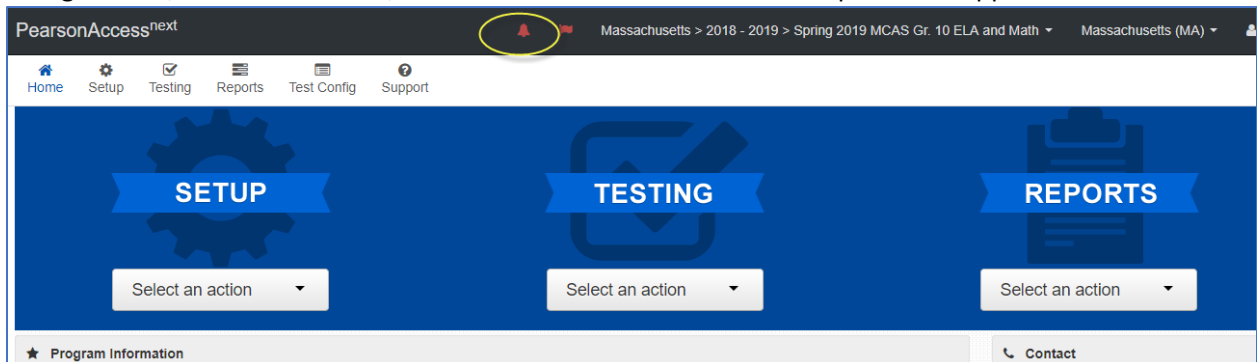 PearsonAccessnext
Massachusetts > 2018 - 2019 > Spring 2019 MCAS Gr. 10 ELA and Math
Massachusetts (MA)
Home Setup Testing Reports Test Config Support
SETUP TESTING REPORTS
Select an action Select an action Select an action
Program Information Contact